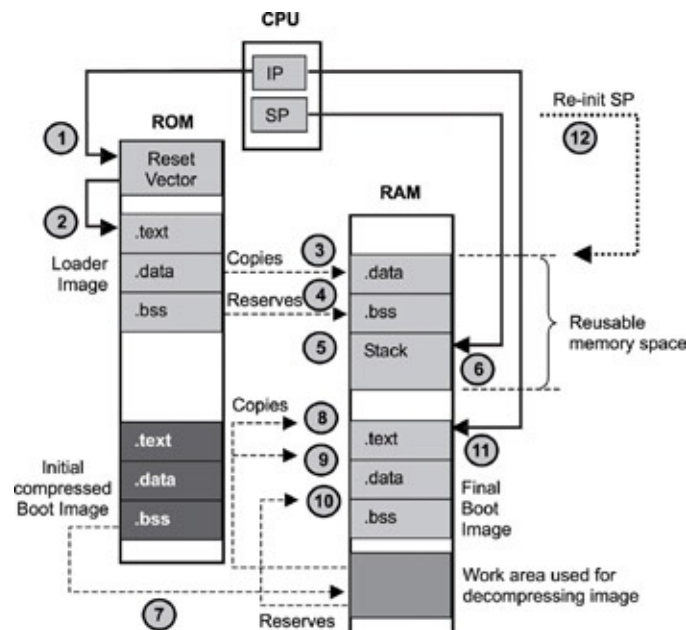 CPU
IP
SP
Re-init SP
12
1
ROM
Reset
Vector
RAM
2
.text
Loader
Image
.data
.bss
Copies
3
Reserves
4
.data
.bss
5
Stack
6
Reusable
memory space
Copies
8
9
10
.text
.data
.bss
11
Final
Boot
Image
.text
.data
.bss
Initial
compressed
Boot Image
7
Reserves
Work area used for
decompressing image